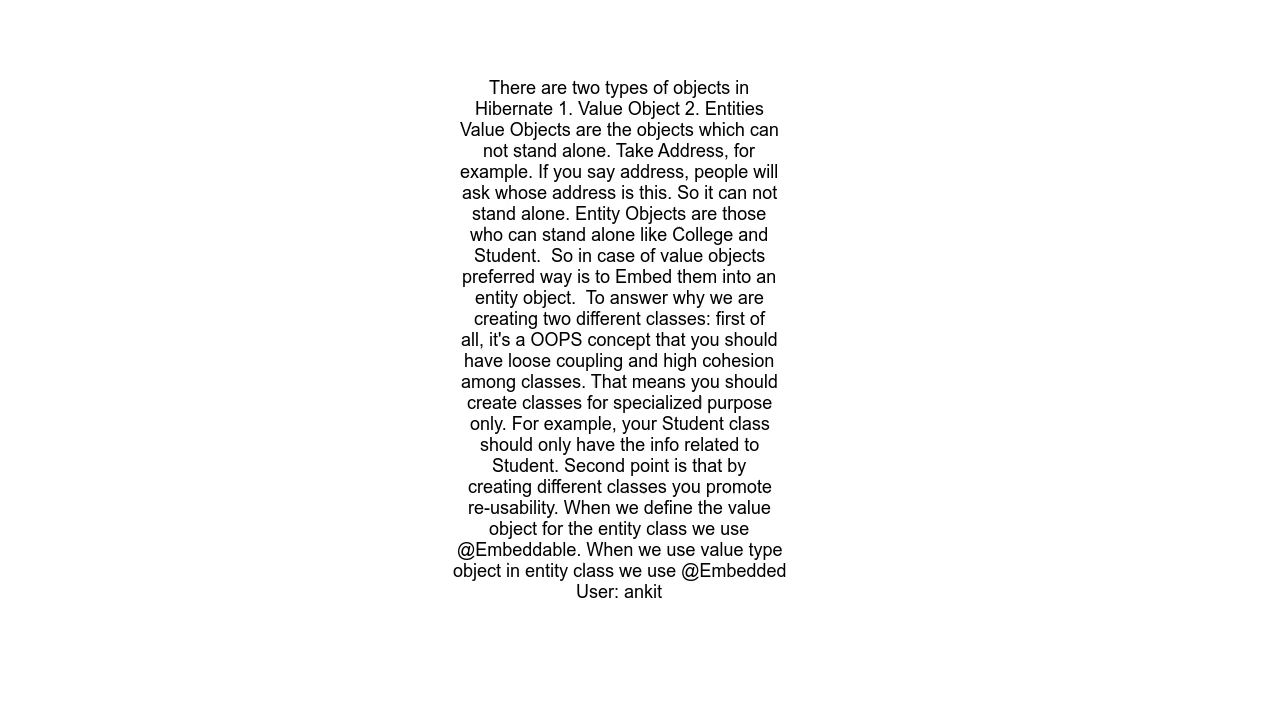 There are two types of objects in
Hibernate 1. Value Object 2. Entities
Value Objects are the objects which can
not stand alone. Take Address, for
example. If you say address, people will
ask whose address is this. So it can not
stand alone. Entity Objects are those
who can stand alone like College and
Student.  So in case of value objects
preferred way is to Embed them into an
entity object.  To answer why we are
creating two different classes: first of
all, it's a OOPS concept that you should
have loose coupling and high cohesion
among classes. That means you should
create classes for specialized purpose
only. For example, your Student class
should only have the info related to
Student. Second point is that by
creating different classes you promote
re-usability. When we define the value
object for the entity class we use
@Embeddable. When we use value type
object in entity class we use @Embedded
User: ankit